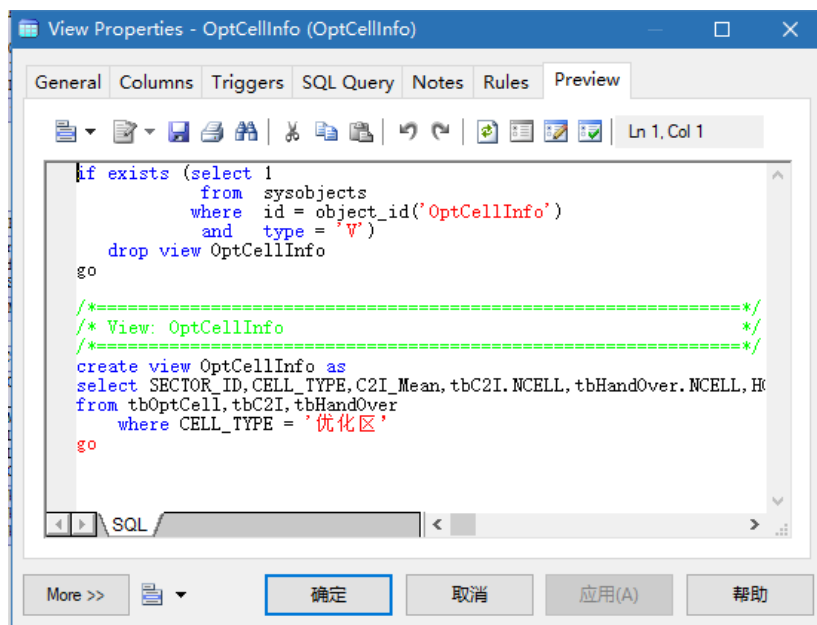 View Properties - OptCellInfo (OptCellInfo)
General Columns Triggers SQL Query Notes Rules Preview
Ln 1, Col 1
if exists (select 1
from sysobjects
where id = object_id('OptCellInfo')
and type = 'V')
drop view OptCellInfo
go
/*==============================================================*/
/* View: OptCellInfo */
/*==============================================================*/
create view OptCellInfo as
select SECTOR_ID,CELL_TYPE,C2I_Mean,tbC2I.NCELL,tbHandOver.NCELL,
from tbOptCell,tbC2I,tbHandOver
where CELL_TYPE = '优化区'
go
SQL
More >> 确定 取消 应用(A) 帮助